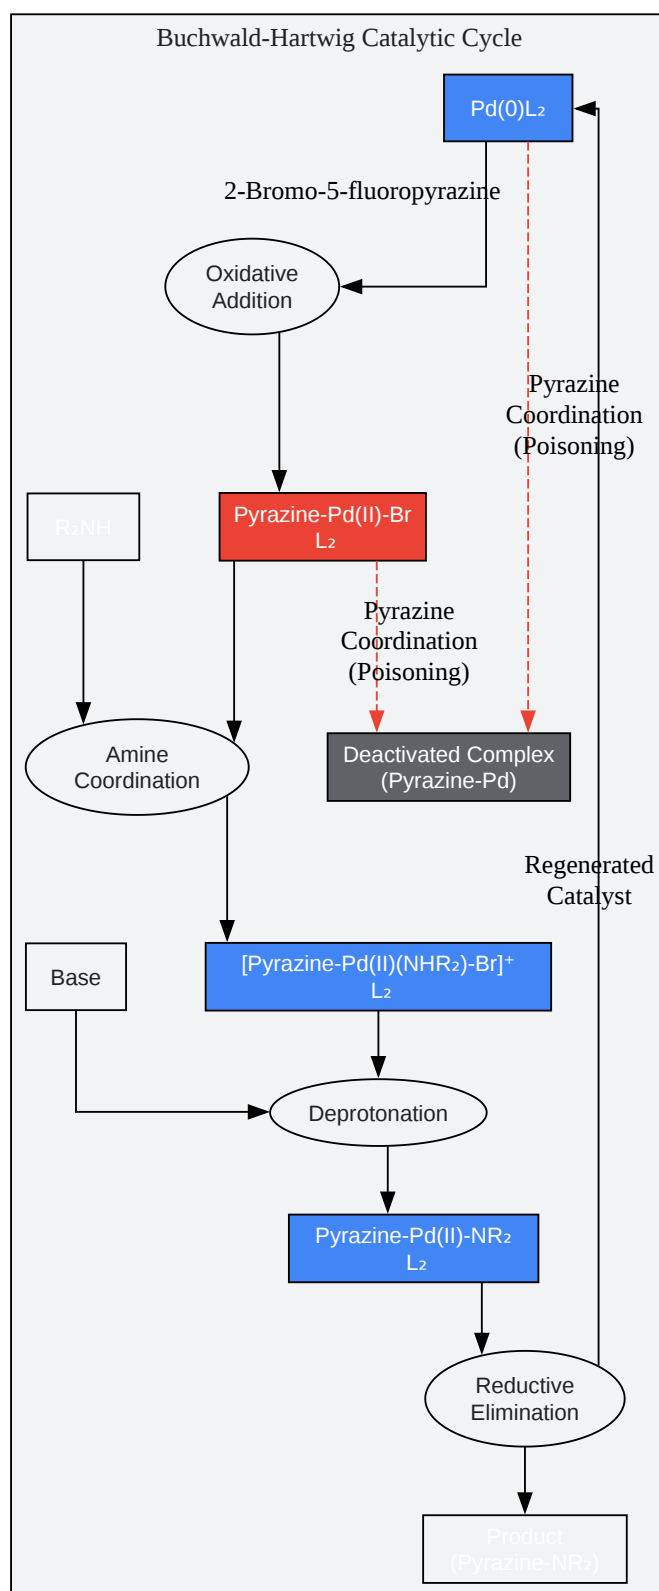 Buchwald-Hartwig Catalytic Cycle
Pd(0)L₂
2-Bromo-5-fluoropyrazine
Oxidative
Addition
Pyrazine
Coordination
(Poisoning)
R₂NH
Pyrazine-Pd(II)-Br
L₂
Pyrazine
Coordination
(Poisoning)
Amine
Coordination
Deactivated Complex
(Pyrazine-Pd)
Regenerated
Catalyst
Base
[Pyrazine-Pd(II)(NHR₂)-Br]⁺
L₂
Deprotonation
Pyrazine-Pd(II)-NR₂
L₂
Reductive
Elimination
Product
(Pyrazine-NR₂)